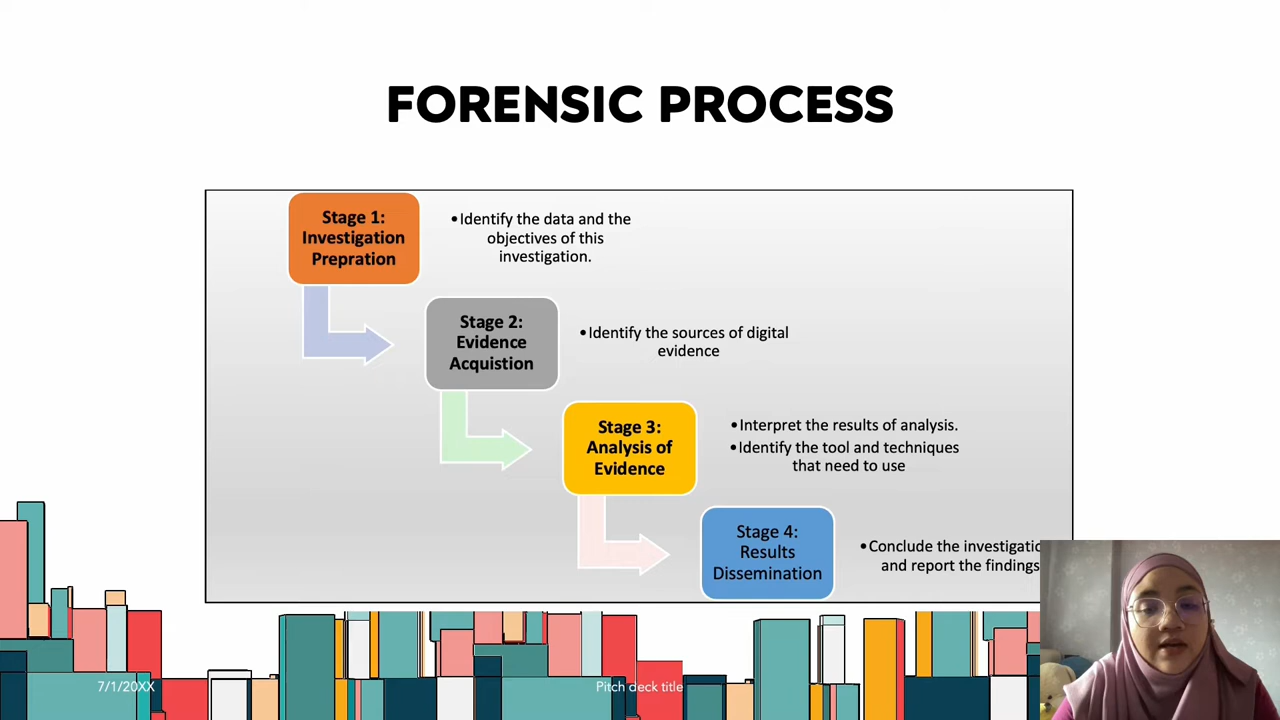 FORENSIC PROCESS
Stage 1:
Investigation
Prepration
•Identify the data and the
objectives of this
investigation.
Stage 2:
Evidence
Acquistion
•Identify the sources of digital
evidence
Stage 3:
Analysis of
Evidence
•Interpret the results of analysis.
•Identify the tool and techniques
that need to use
Stage 4:
Results
Dissemination
•Conclude the investigatio
and report the findings
7/1/20XX
Pitch deck title